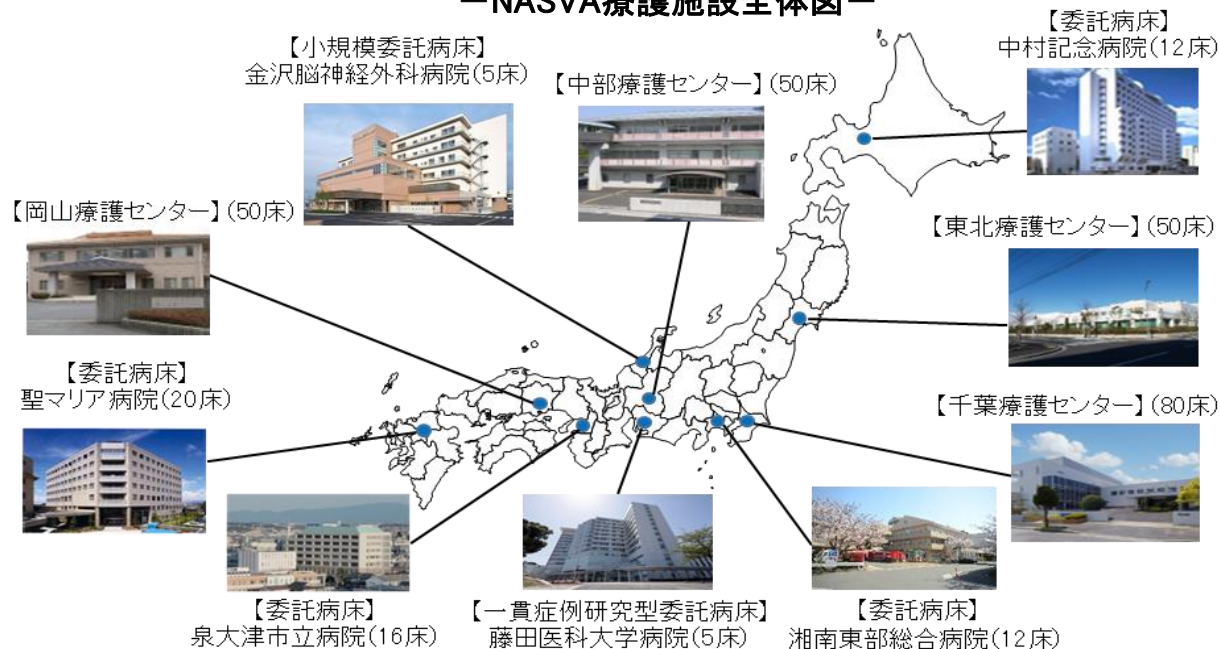 －NASVA療護施設全体図－
【委託病床】
中村記念病院(12床)
【小規模委託病床】
金沢脳神経外科病院(5床)
【中部療護センター】(50床)
【岡山療護センター】(50床)
【東北療護センター】(50床)
【委託病床】
聖マリア病院(20床)
【千葉療護センター】(80床)
【委託病床】
泉大津市立病院(16床)
【一貫症例研究型委託病床】
藤田医科大学病院(5床)
【委託病床】
湘南東部総合病院(12床)